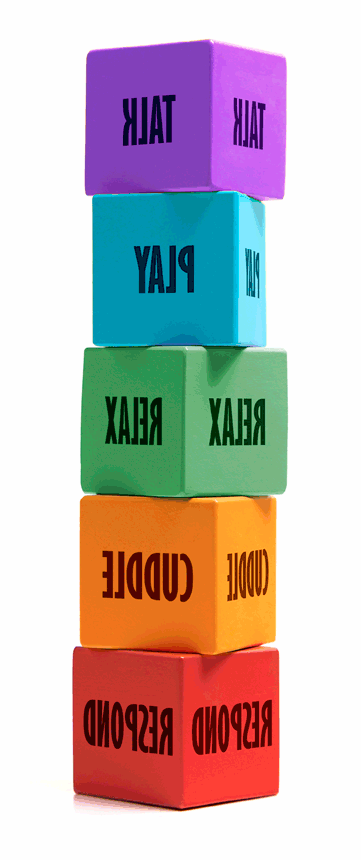 TALK TALK
PLAY PLAY
RELAX RELAX
CUDDLE CUDDLE
RESPOND RESPOND